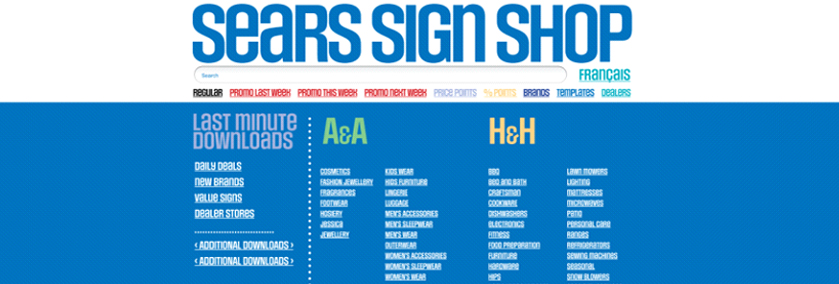 Sears Sign Shop
Search
Français
Regular Promo Last Week Promo This Week Promo Next Week Price Points % Points Brands Templates Dealers
Last Minute
Downloads
Daily Deals
New Brands
Value Signs
Dealer Stores
‹ Additional Downloads ›
‹ Additional Downloads ›
A&A
Cosmetics
Fashion Jewellery
Fragrances
Footwear
Hosiery
Jessica
Jewellery
Kids Wear
Kids Furniture
Lingerie
Luggage
Men's Accessories
Men's Sleepwear
Men's Wear
Outerwear
Women's Accessories
Women's Sleepwear
Women's Wear
H&H
BBQ
Bed and Bath
Craftsman
Cookware
Dishwashers
Electronics
Fitness
Food Preparation
Furniture
Hardware
HIPS
Lawn Mowers
Lighting
Mattresses
Microwaves
Patio
Personal Care
Ranges
Refrigerators
Sewing Machines
Seasonal
Snow Blowers